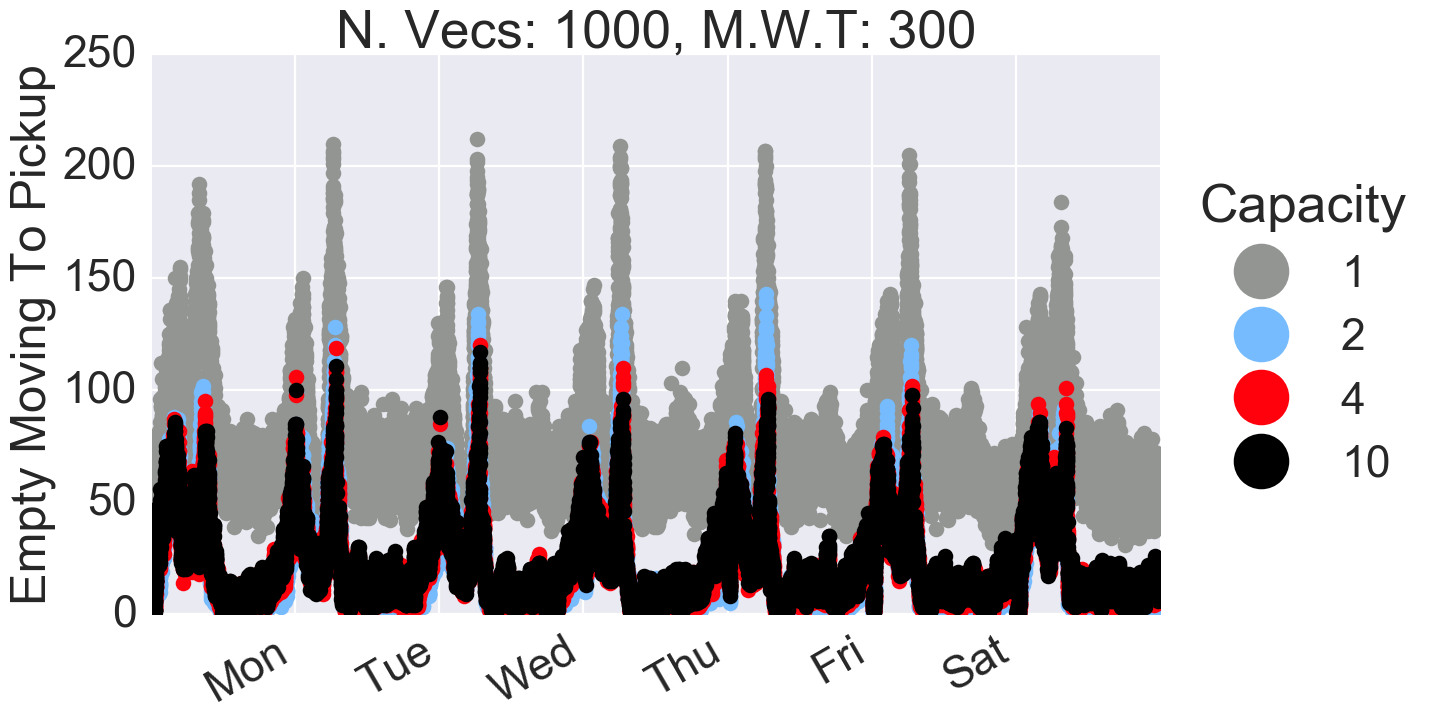 N. Vecs: 1000, M.W.T: 300
Empty Moving To Pickup
250
200
150
100
50
0
Mon
Tue
Wed
Thu
Fri
Sat
Capacity
1
2
4
10